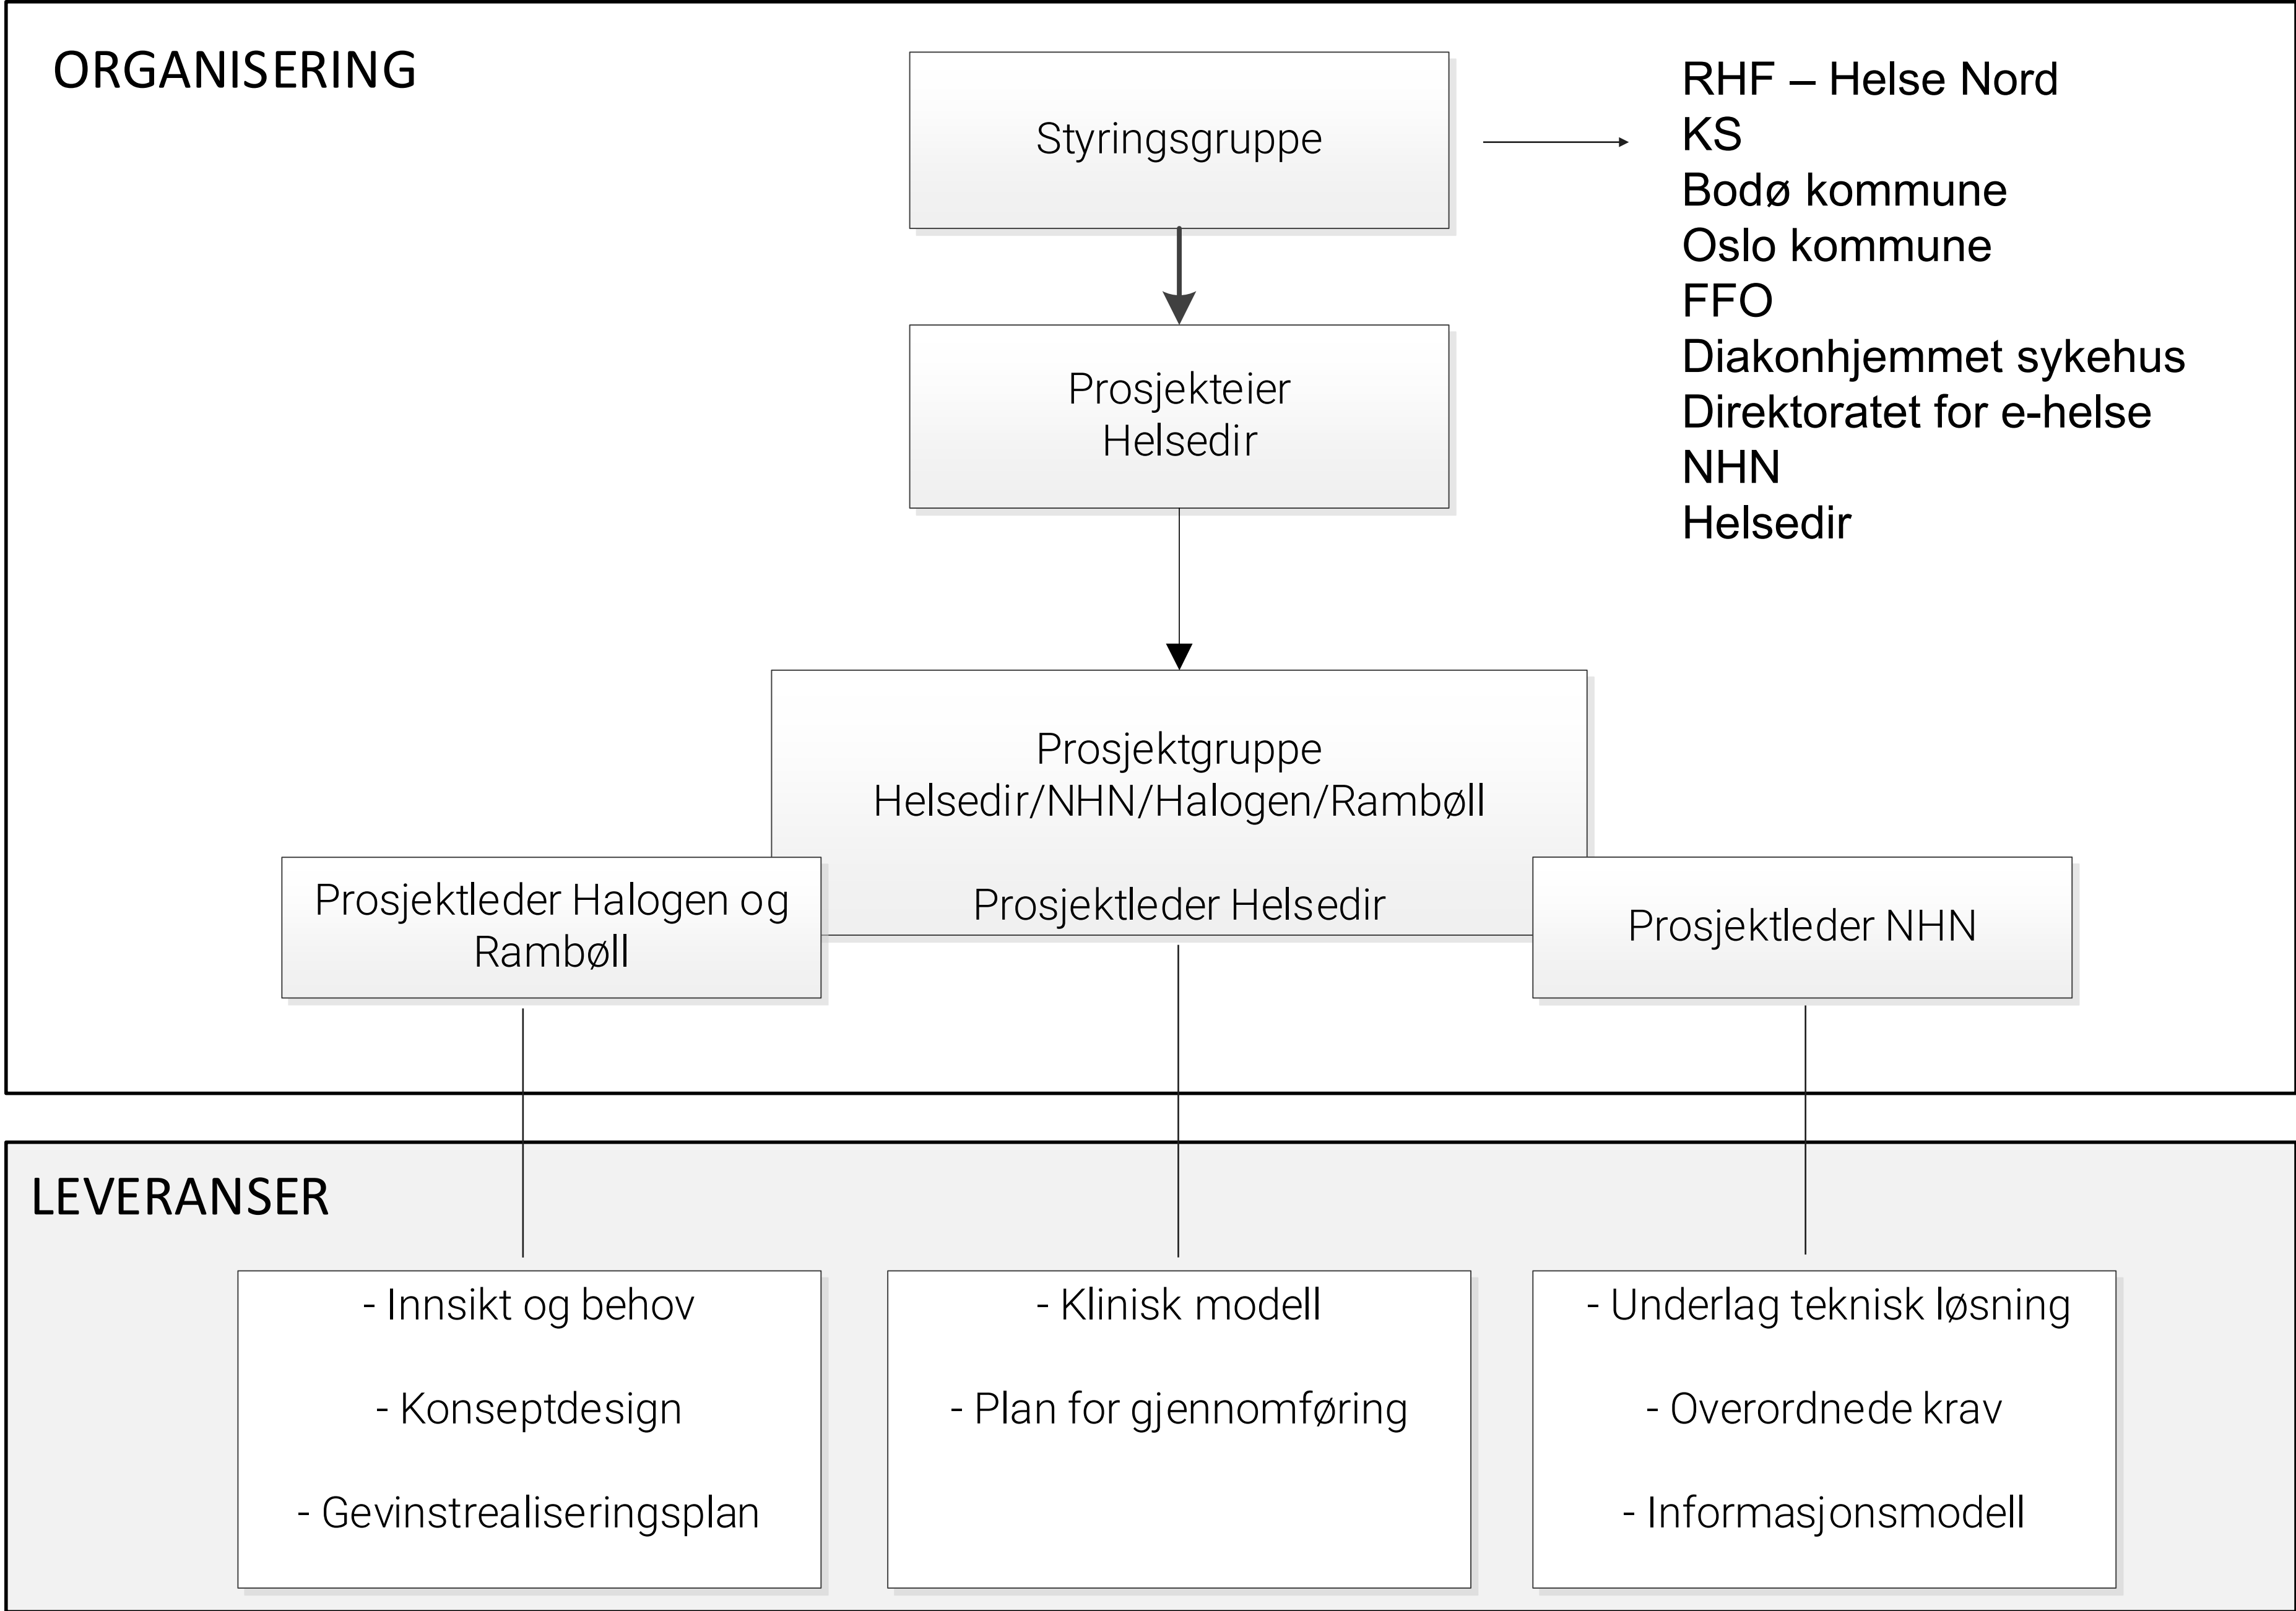 ORGANISERING
Styringsgruppe
RHF – Helse Nord
KS
Bodø kommune
Oslo kommune
FFO
Diakonhjemmet sykehus
Direktoratet for e-helse
NHN
Helsedir
Prosjekteier
Helsedir
Prosjektgruppe
Helsedir/NHN/Halogen/Rambøll
Prosjektleder Helsedir
Prosjektleder Halogen og
Rambøll
Prosjektleder NHN
LEVERANSER
- Innsikt og behov
- Konseptdesign
- Gevinstrealiseringsplan
- Klinisk modell
- Plan for gjennomføring
- Underlag teknisk løsning
- Overordnede krav
- Informasjonsmodell